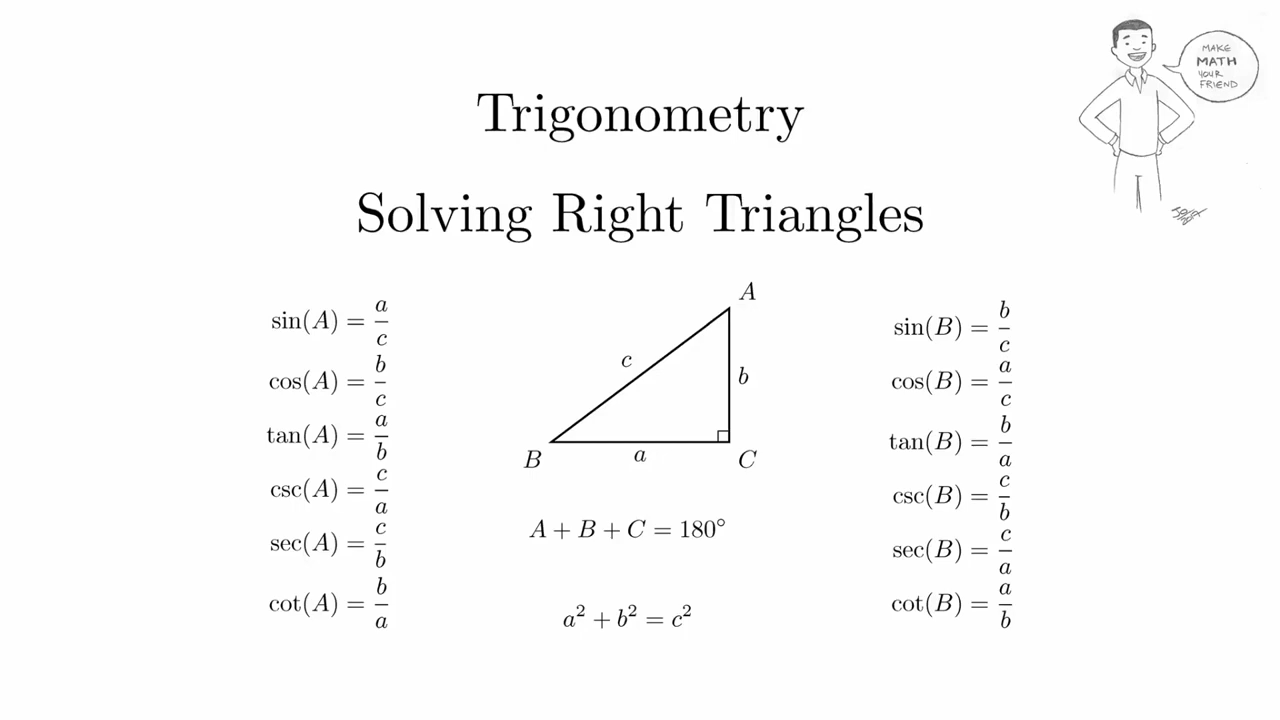 MAKE
MATH
YOUR
FRIEND
Trigonometry
Solving Right Triangles
sin(A) = a/c
cos(A) = b/c
tan(A) = a/b
csc(A) = c/a
sec(A) = c/b
cot(A) = b/a
A
c
b
B
a
C
A + B + C = 180°
a² + b² = c²
sin(B) = b/c
cos(B) = a/c
tan(B) = b/a
csc(B) = c/b
sec(B) = c/a
cot(B) = a/b